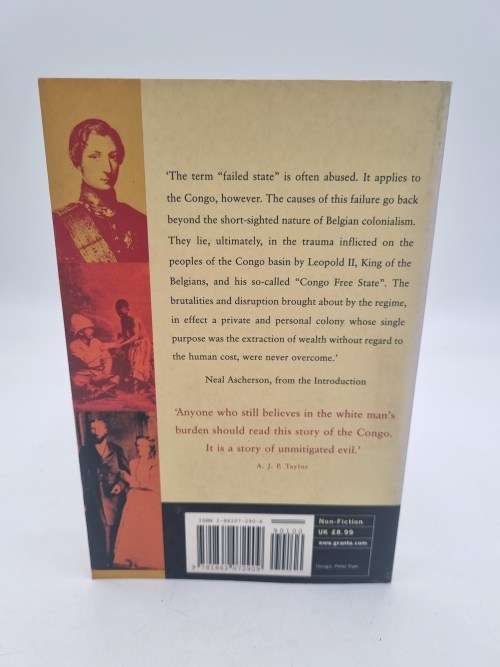 'The term "failed state" is often abused. It applies to
the Congo, however. The causes of this failure go back
beyond the short-sighted nature of Belgian colonialism.
They lie, ultimately, in the trauma inflicted on the
peoples of the Congo basin by Leopold II, King of the
Belgians, and his so-called "Congo Free State". The
brutalities and disruption brought about by the regime,
in effect a private and personal colony whose single
purpose was the extraction of wealth without regard to
the human cost, were never overcome.'
Neal Ascherson, from the Introduction
'Anyone who still believes in the white man's
burden should read this story of the Congo.
It is a story of unmitigated evil.'
A. J. P. Taylor
ISBN
90100
Non-Fiction
UK £8.99
www.granta.com
Design: Peter